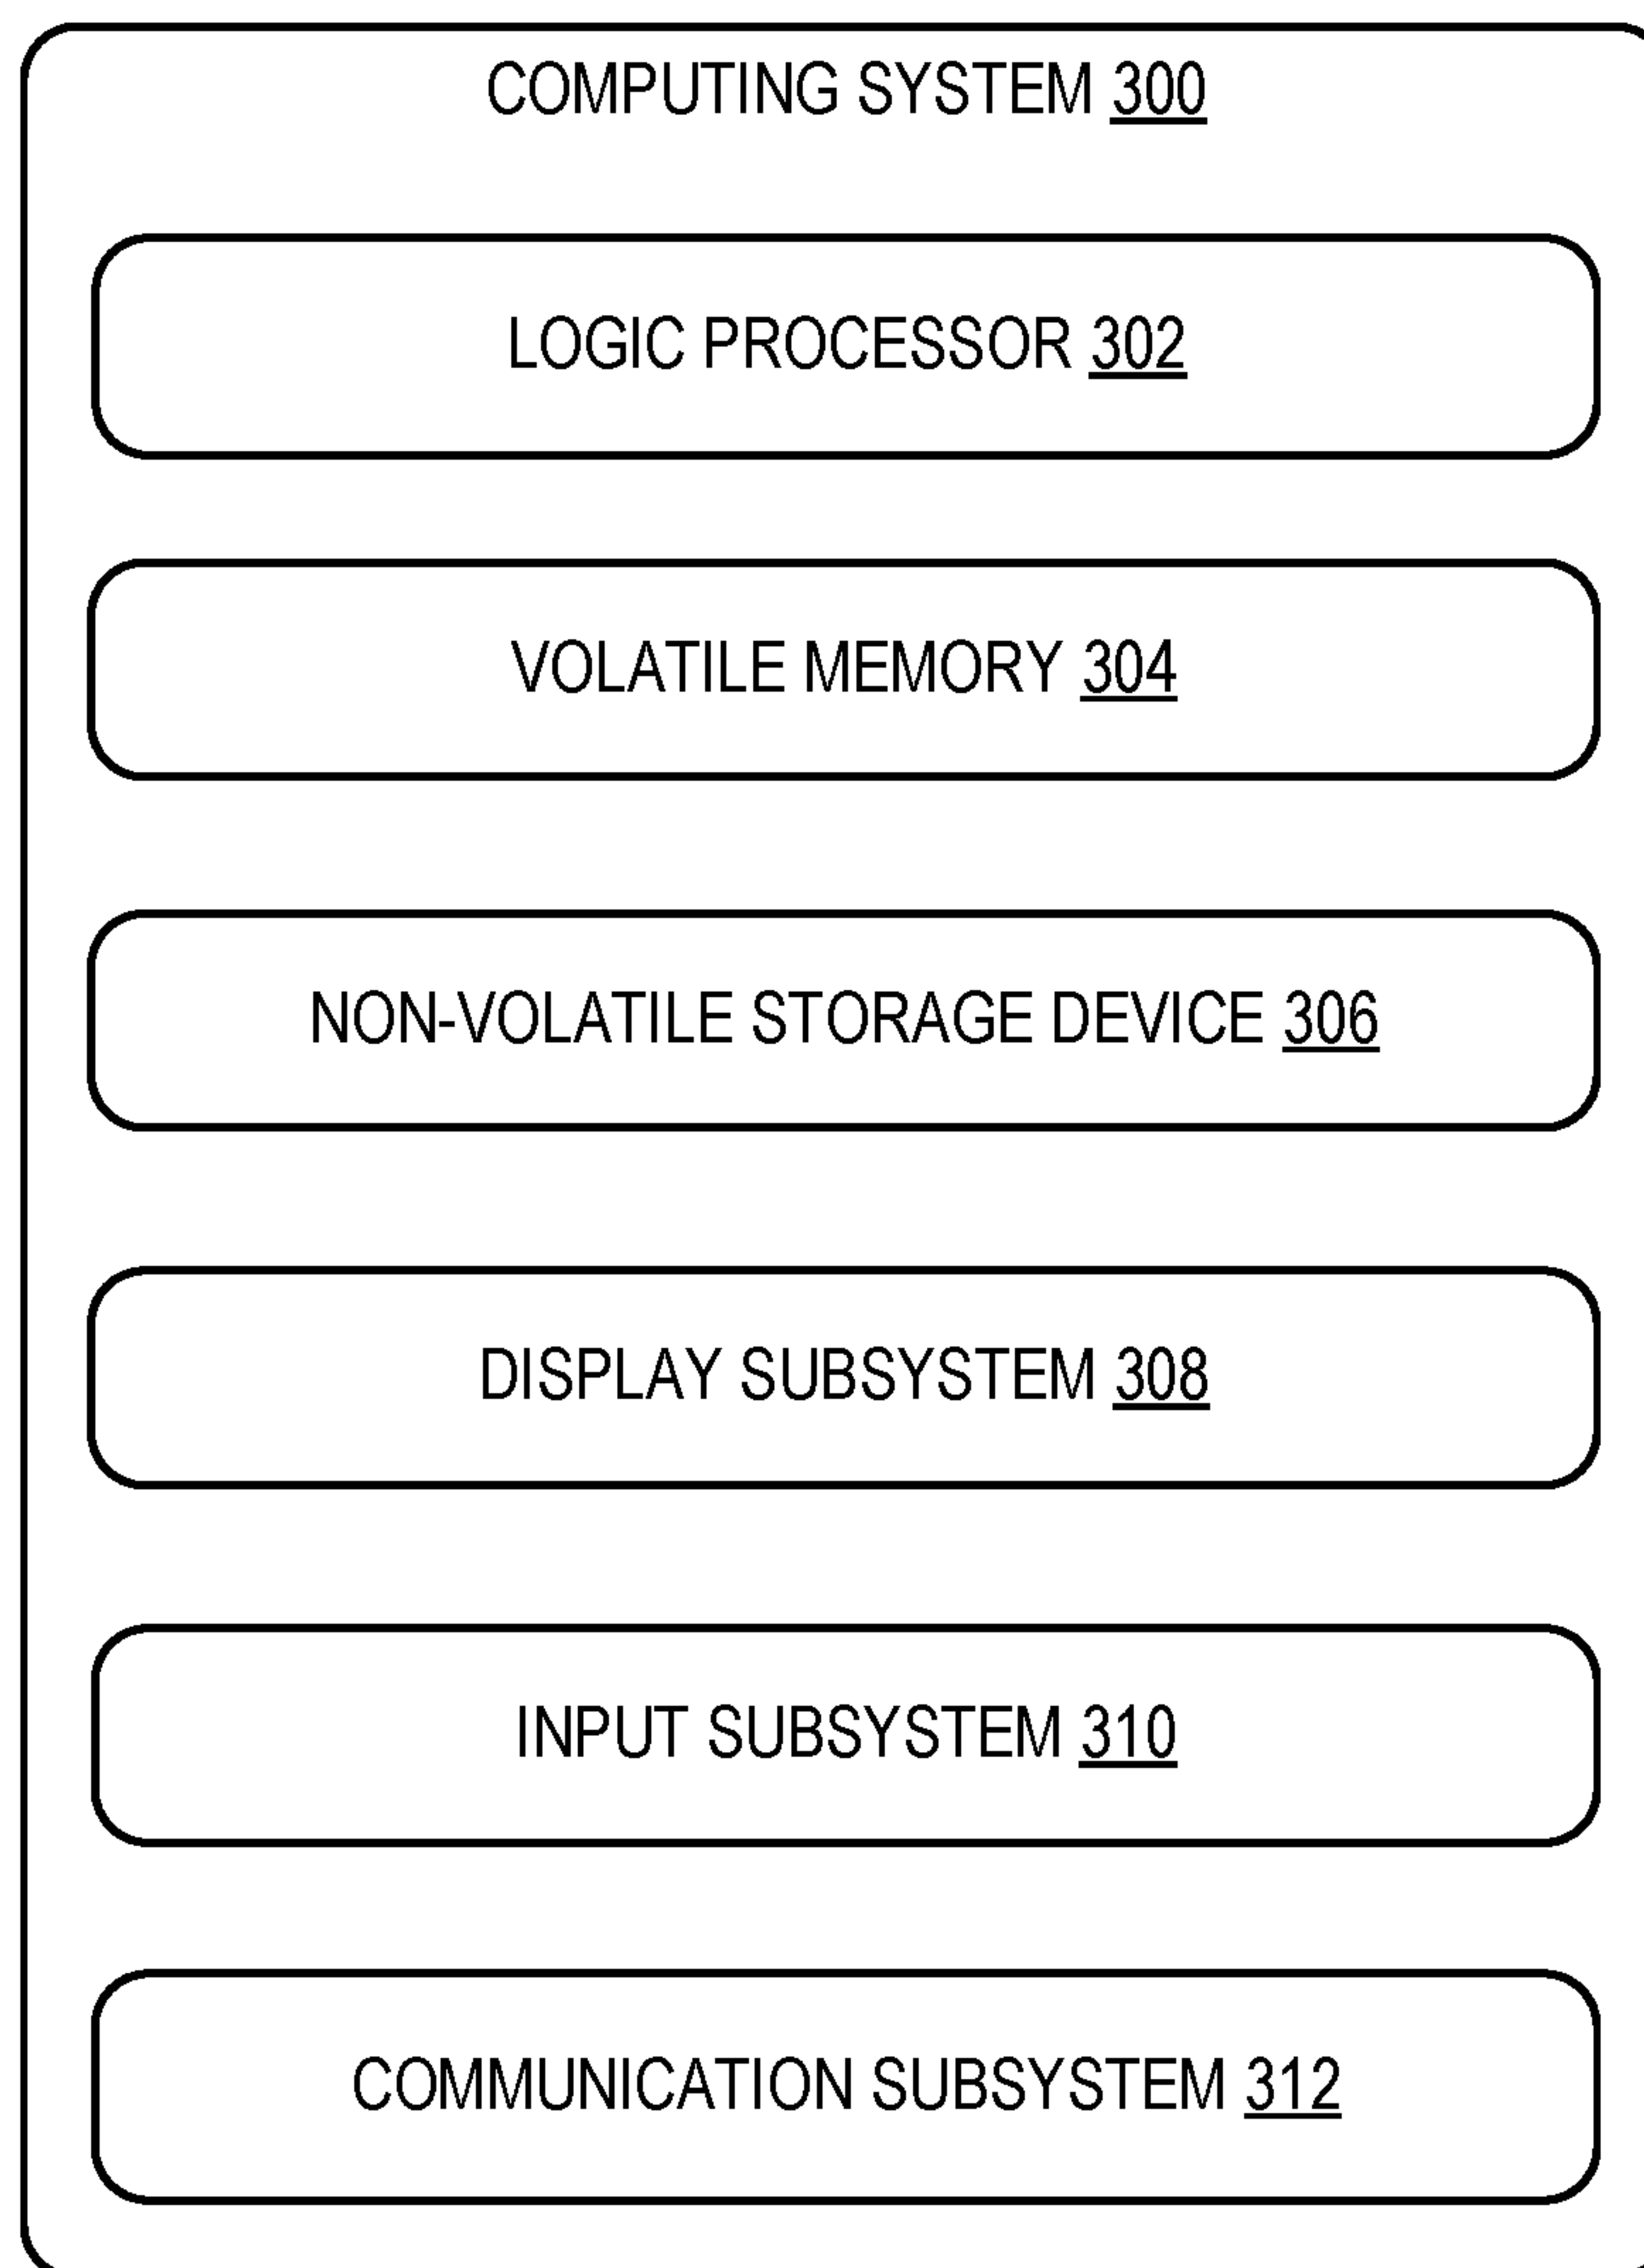 COMPUTING SYSTEM 300
LOGIC PROCESSOR 302
VOLATILE MEMORY 304
NON-VOLATILE STORAGE DEVICE 306
DISPLAY SUBSYSTEM 308
INPUT SUBSYSTEM 310
COMMUNICATION SUBSYSTEM 312